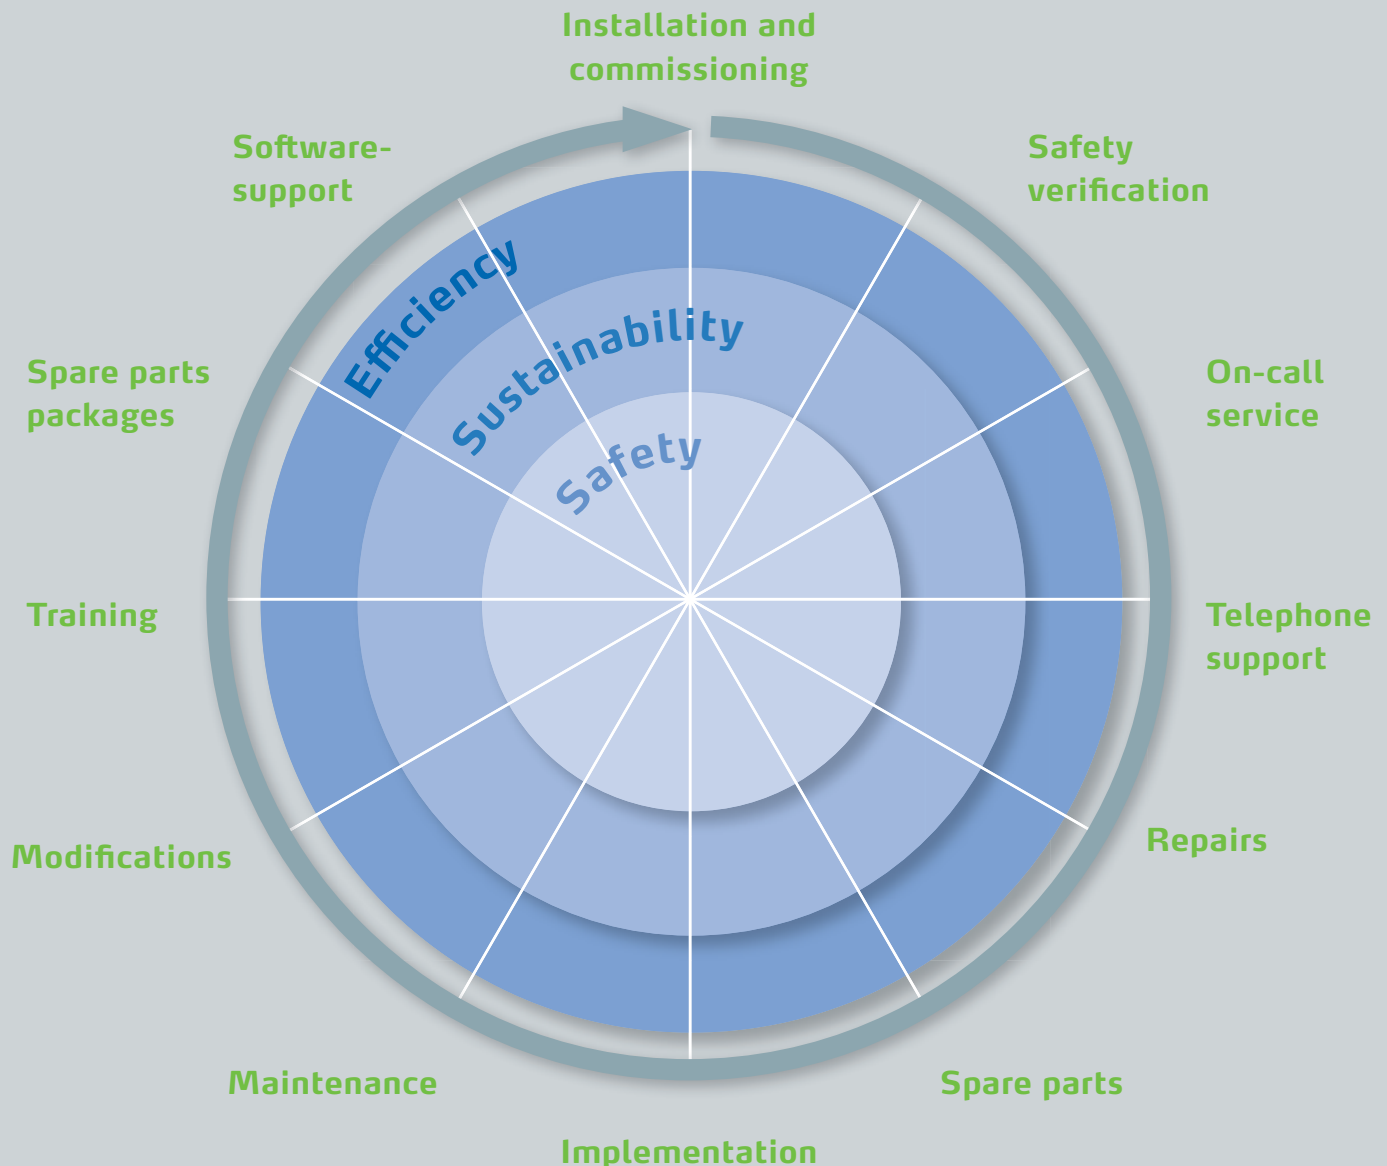 Installation and
commissioning
Safety
verification
On-call
service
Telephone
support
Repairs
Spare parts
Implementation
Maintenance
Modifications
Training
Spare parts
packages
Software-
support
Efficiency
Sustainability
Safety